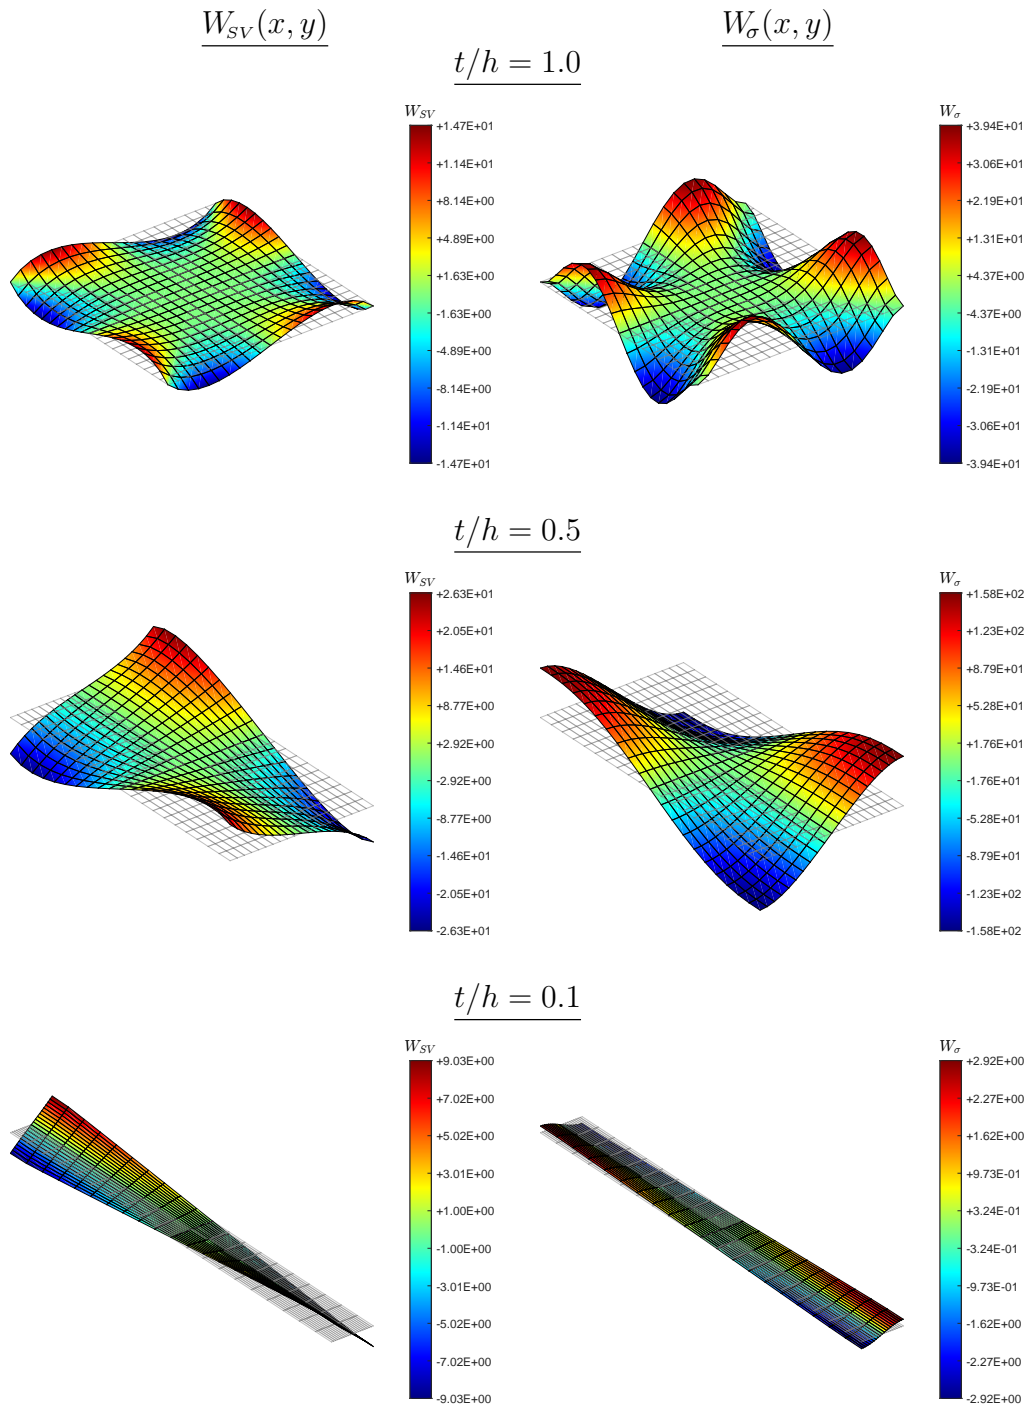 W_{SV}(x, y)
W_σ(x, y)
t/h = 1.0
W_{SV}
+1.47E+01
+1.14E+01
+8.14E+00
+4.89E+00
+1.63E+00
-1.63E+00
-4.89E+00
-8.14E+00
-1.14E+01
-1.47E+01
W_σ
+3.94E+01
+3.06E+01
+2.19E+01
+1.31E+01
+4.37E+00
-4.37E+00
-1.31E+01
-2.19E+01
-3.06E+01
-3.94E+01
t/h = 0.5
W_{SV}
+2.63E+01
+2.05E+01
+1.46E+01
+8.77E+00
+2.92E+00
-2.92E+00
-8.77E+00
-1.46E+01
-2.05E+01
-2.63E+01
W_σ
+1.58E+02
+1.23E+02
+8.79E+01
+5.28E+01
+1.76E+01
-1.76E+01
-5.28E+01
-8.79E+01
-1.23E+02
-1.58E+02
t/h = 0.1
W_{SV}
+9.03E+00
+7.02E+00
+5.02E+00
+3.01E+00
+1.00E+00
-1.00E+00
-3.01E+00
-5.02E+00
-7.02E+00
-9.03E+00
W_σ
+2.92E+00
+2.27E+00
+1.62E+00
+9.73E-01
+3.24E-01
-3.24E-01
-9.73E-01
-1.62E+00
-2.27E+00
-2.92E+00